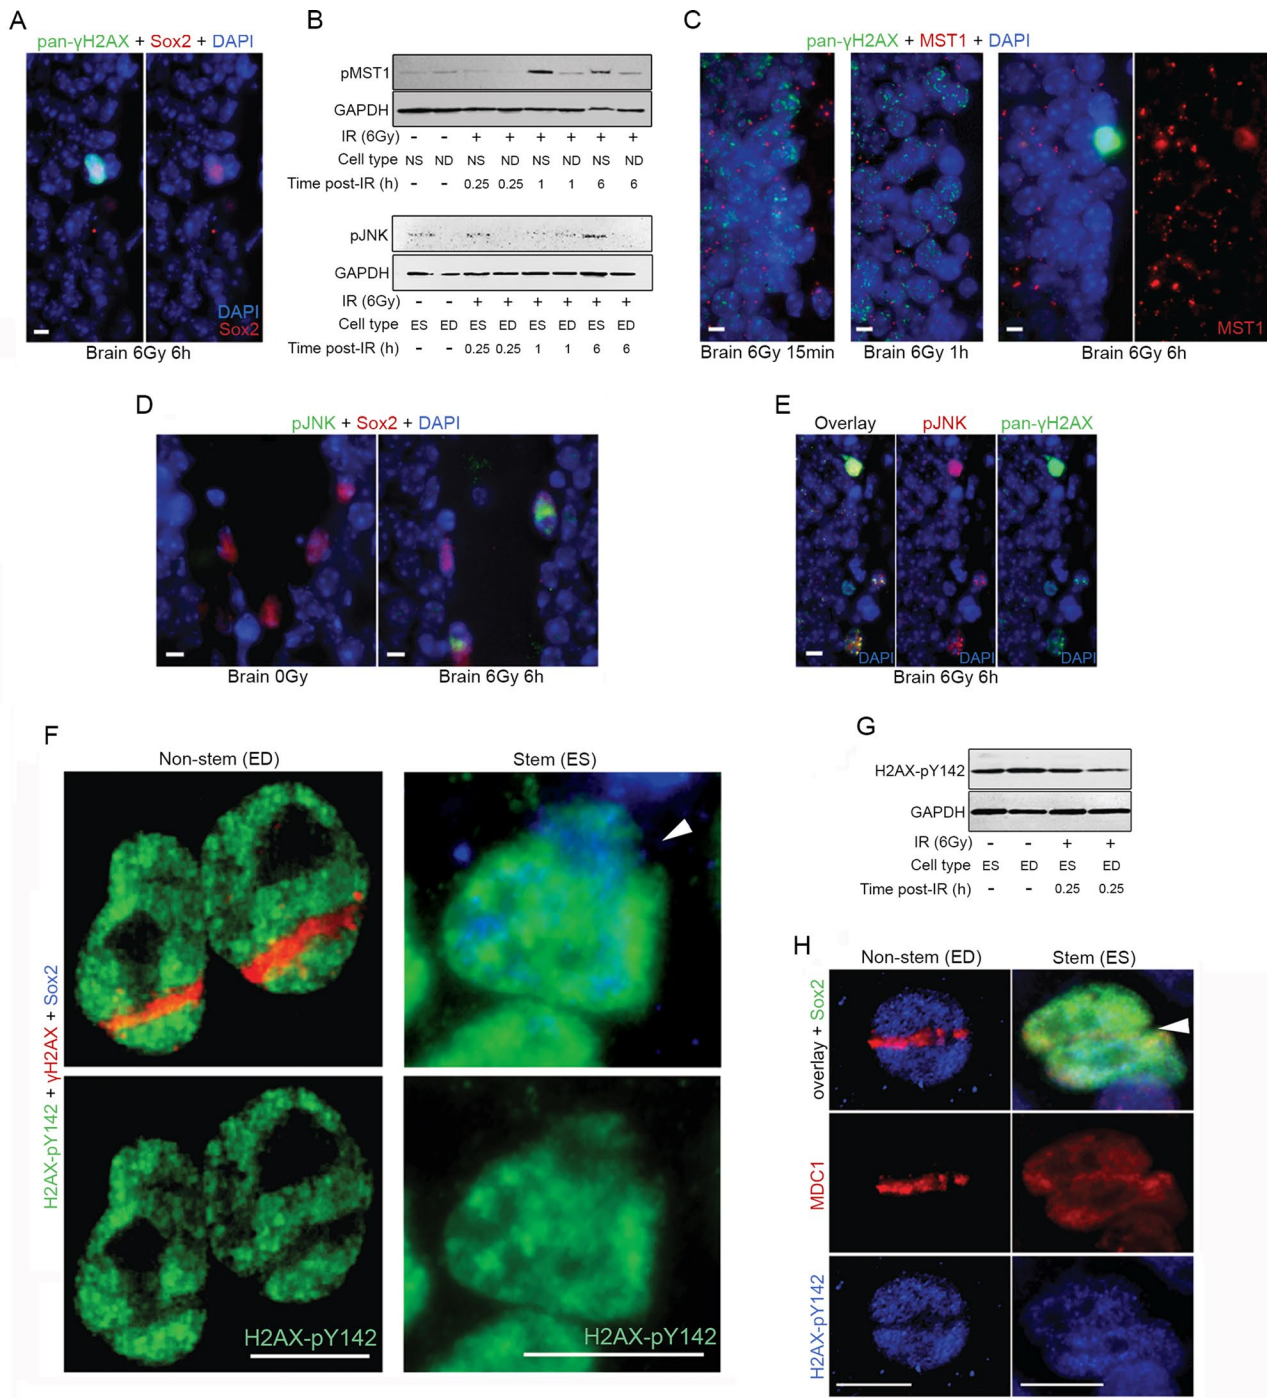 A
pan-γH2AX + Sox2 + DAPI
DAPI
Sox2
Brain 6Gy 6h
B
pMST1
GAPDH
IR (6Gy) - - + + + + + +
Cell type NS ND NS ND NS ND NS ND
Time post-IR (h) - - 0.25 0.25 1 1 6 6
pJNK
GAPDH
IR (6Gy) - - + + + + + +
Cell type ES ED ES ED ES ED ES ED
Time post-IR (h) - - 0.25 0.25 1 1 6 6
C
pan-γH2AX + MST1 + DAPI
MST1
Brain 6Gy 15min Brain 6Gy 1h Brain 6Gy 6h
D
pJNK + Sox2 + DAPI
Brain 0Gy Brain 6Gy 6h
E
Overlay pJNK pan-γH2AX
DAPI DAPI DAPI
Brain 6Gy 6h
F
Non-stem (ED) Stem (ES)
H2AX-pY142 + γH2AX + Sox2
H2AX-pY142 H2AX-pY142
G
H2AX-pY142
GAPDH
IR (6Gy) - - + +
Cell type ES ED ES ED
Time post-IR (h) - - 0.25 0.25
H
Non-stem (ED) Stem (ES)
overlay + Sox2
MDC1
H2AX-pY142